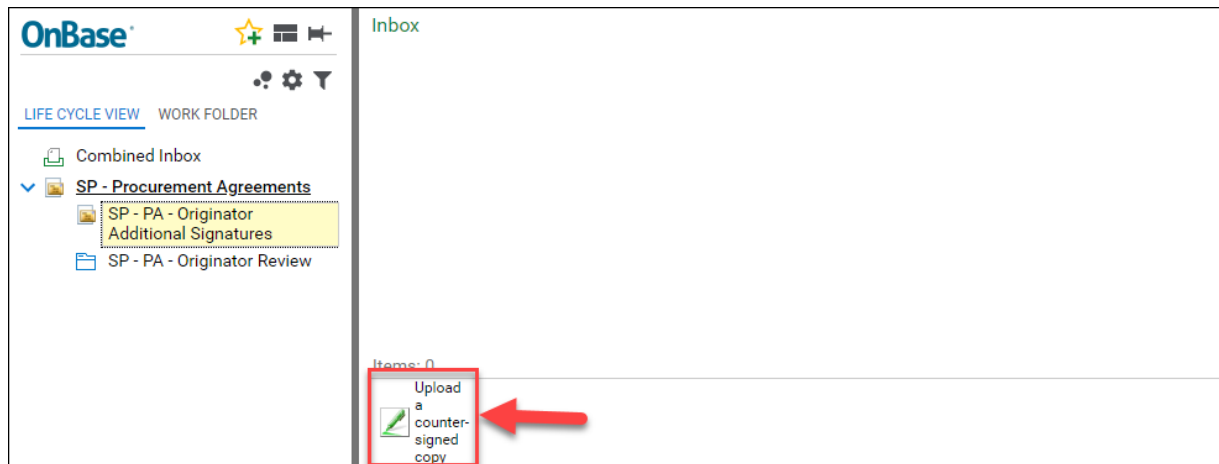 OnBase
LIFE CYCLE VIEW WORK FOLDER
Combined Inbox
SP - Procurement Agreements
SP - PA - Originator
Additional Signatures
SP - PA - Originator Review
Inbox
Items: 0
Upload
a
counter-
signed
copy